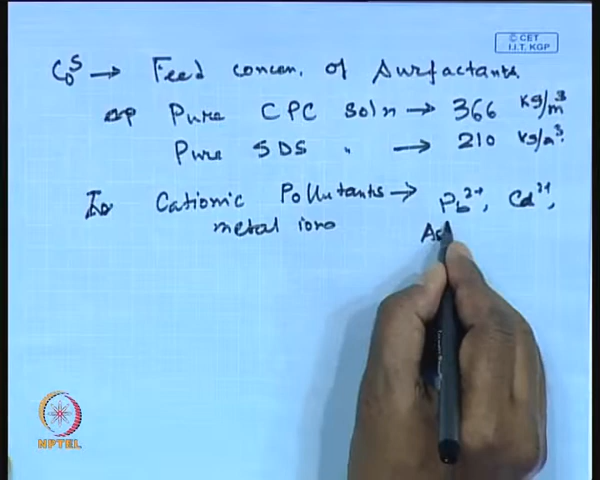 © CET
I.I.T. KGP
C₀ˢ → Feed concen. of Surfactants.
Pure CPC soln → 366 kg/m³
Pure SDS " → 210 kg/m³.
Cationic Pollutants → Pb²⁺, Cd²⁺,
metal ions
NPTEL